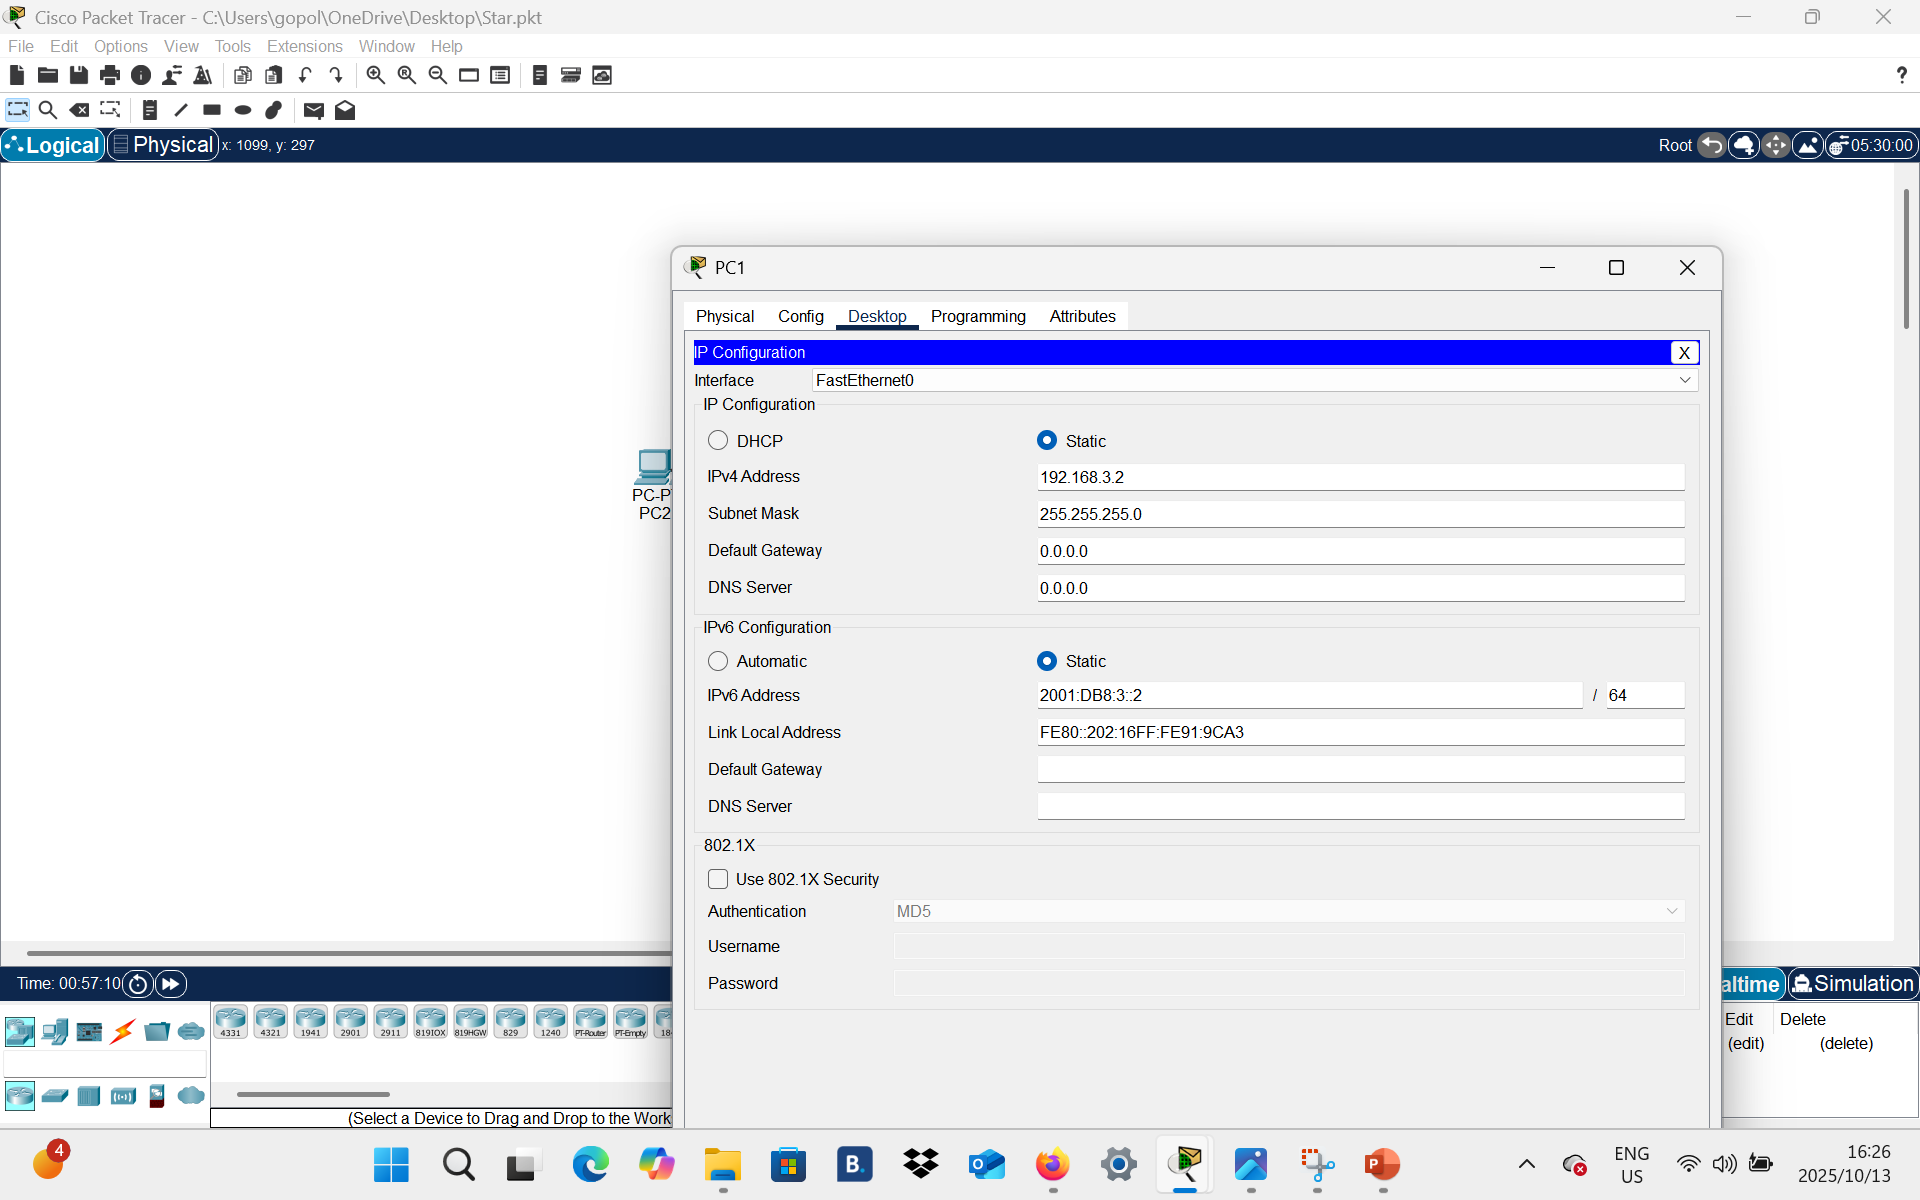 Cisco Packet Tracer - C:\Users\gopol\OneDrive\Desktop\Star.pkt
File Edit Options View Tools Extensions Window Help
?
Logical Physical x: 1099, y: 297 Root 05:30:00
PC1
Physical Config Desktop Programming Attributes
IP Configuration X
Interface FastEthernet0
IP Configuration
DHCP Static
IPv4 Address 192.168.3.2
Subnet Mask 255.255.255.0
Default Gateway 0.0.0.0
DNS Server 0.0.0.0
IPv6 Configuration
Automatic Static
IPv6 Address 2001:DB8:3::2 / 64
Link Local Address FE80::202:16FF:FE91:9CA3
Default Gateway
DNS Server
802.1X
Use 802.1X Security
Authentication MD5
Username
Password
PC-P
PC2
Time: 00:57:10 altime Simulation
4331 4321 1941 2901 2911 819IOX 819HGW 829 1240 PT-Router PT-Empty 18
Edit Delete
(edit) (delete)
(Select a Device to Drag and Drop to the Work
4 B. ENG 16:26
US 2025/10/13